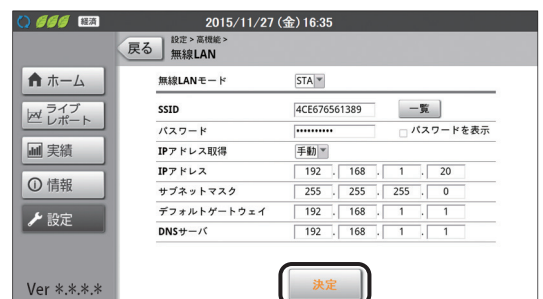 経済 2015/11/27 (金) 16:35
戻る 設定 > 高機能 >
無線LAN
ホーム
ライブ
レポート
実績
情報
設定
Ver *.*.*.*
無線LANモード STA
SSID 4CE676561389 一覧
パスワード •••••••••• パスワードを表示
IPアドレス取得 手動
IPアドレス 192 . 168 . 1 . 20
サブネットマスク 255 . 255 . 255 . 0
デフォルトゲートウェイ 192 . 168 . 1 . 1
DNSサーバ 192 . 168 . 1 . 1
決定